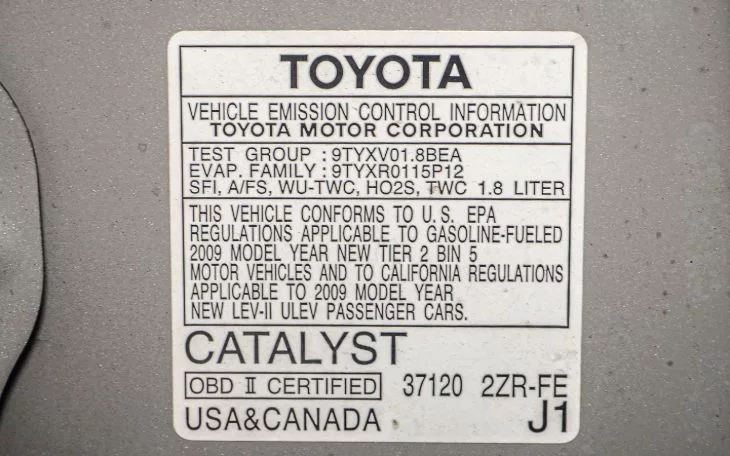 TOYOTA
VEHICLE EMISSION CONTROL INFORMATION
TOYOTA MOTOR CORPORATION
TEST GROUP : 9TYXV01.8BEA
EVAP. FAMILY : 9TYXR0115P12
SFI, A/FS, WU-TWC, HO2S, TWC 1.8 LITER
THIS VEHICLE CONFORMS TO U.S. EPA
REGULATIONS APPLICABLE TO GASOLINE-FUELED
2009 MODEL YEAR NEW TIER 2 BIN 5
MOTOR VEHICLES AND TO CALIFORNIA REGULATIONS
APPLICABLE TO 2009 MODEL YEAR
NEW LEV-II ULEV PASSENGER CARS.
CATALYST
OBD II CERTIFIED 37120 2ZR-FE
USA&CANADA J1